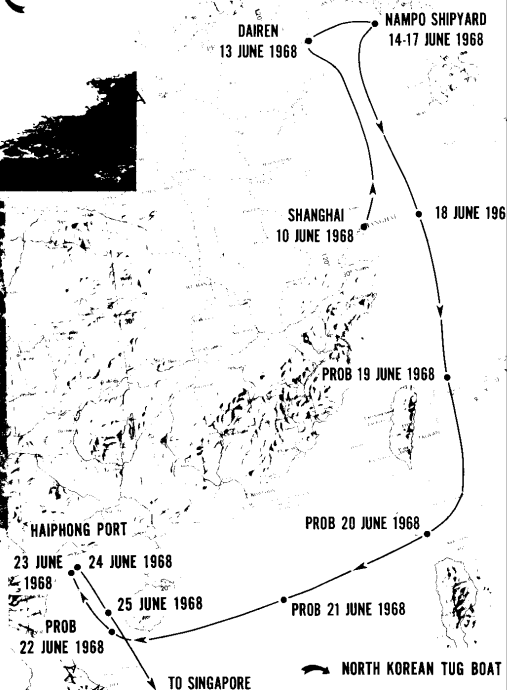 DAIREN
13 JUNE 1968
NAMPO SHIPYARD
14-17 JUNE 1968
SHANGHAI
10 JUNE 1968
18 JUNE 196
PROB 19 JUNE 1968
PROB 20 JUNE 1968
HAIPHONG PORT
23 JUNE
1968
24 JUNE 1968
25 JUNE 1968
PROB 21 JUNE 1968
PROB
22 JUNE 1968
NORTH KOREAN TUG BOAT
TO SINGAPORE